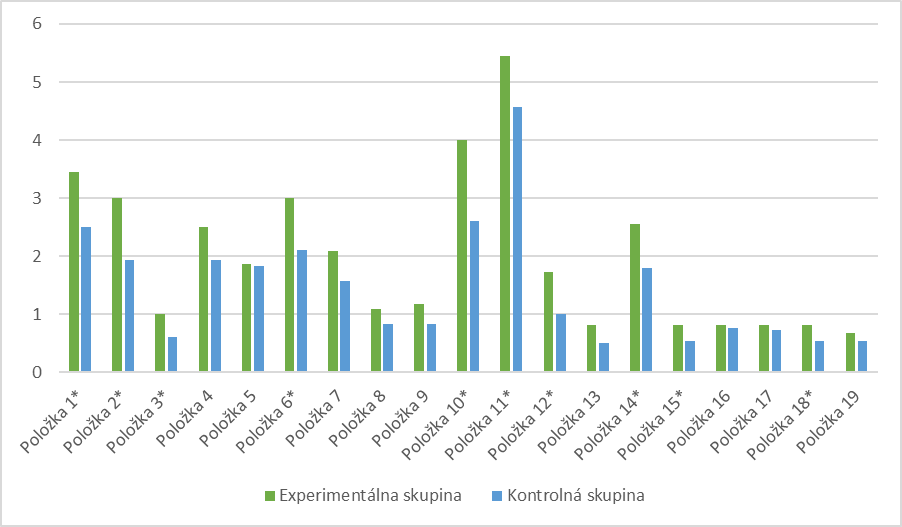 6
5
4
3
2
1
0
Položka 1*
Položka 2*
Položka 3*
Položka 4
Položka 5
Položka 6*
Položka 7
Položka 8
Položka 9
Položka 10*
Položka 11*
Položka 12*
Položka 13
Položka 14*
Položka 15*
Položka 16
Položka 17
Položka 18*
Položka 19
Experimentálna skupina
Kontrolná skupina